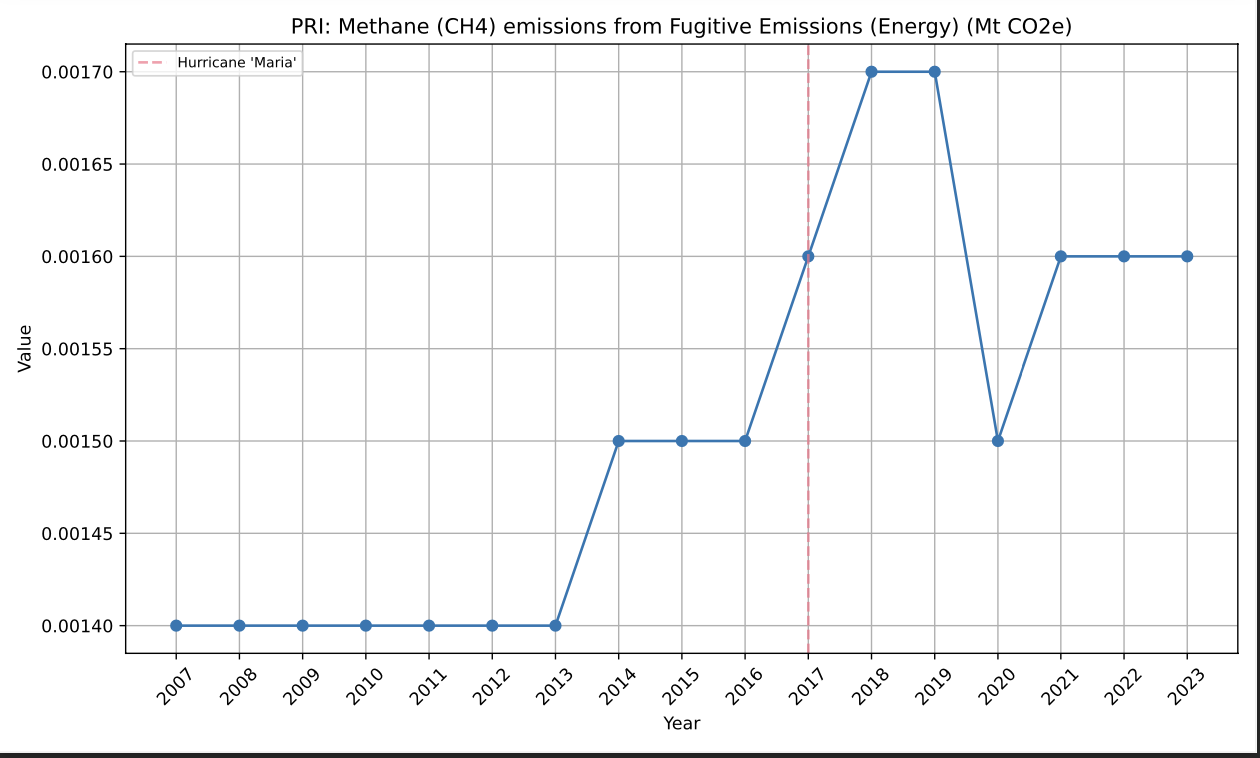 PRI: Methane (CH4) emissions from Fugitive Emissions (Energy) (Mt CO2e)
Hurricane 'Maria'
0.00170
0.00165
0.00160
0.00155
0.00150
0.00145
0.00140
Value
2007 2008 2009 2010 2011 2012 2013 2014 2015 2016 2017 2018 2019 2020 2021 2022 2023
Year